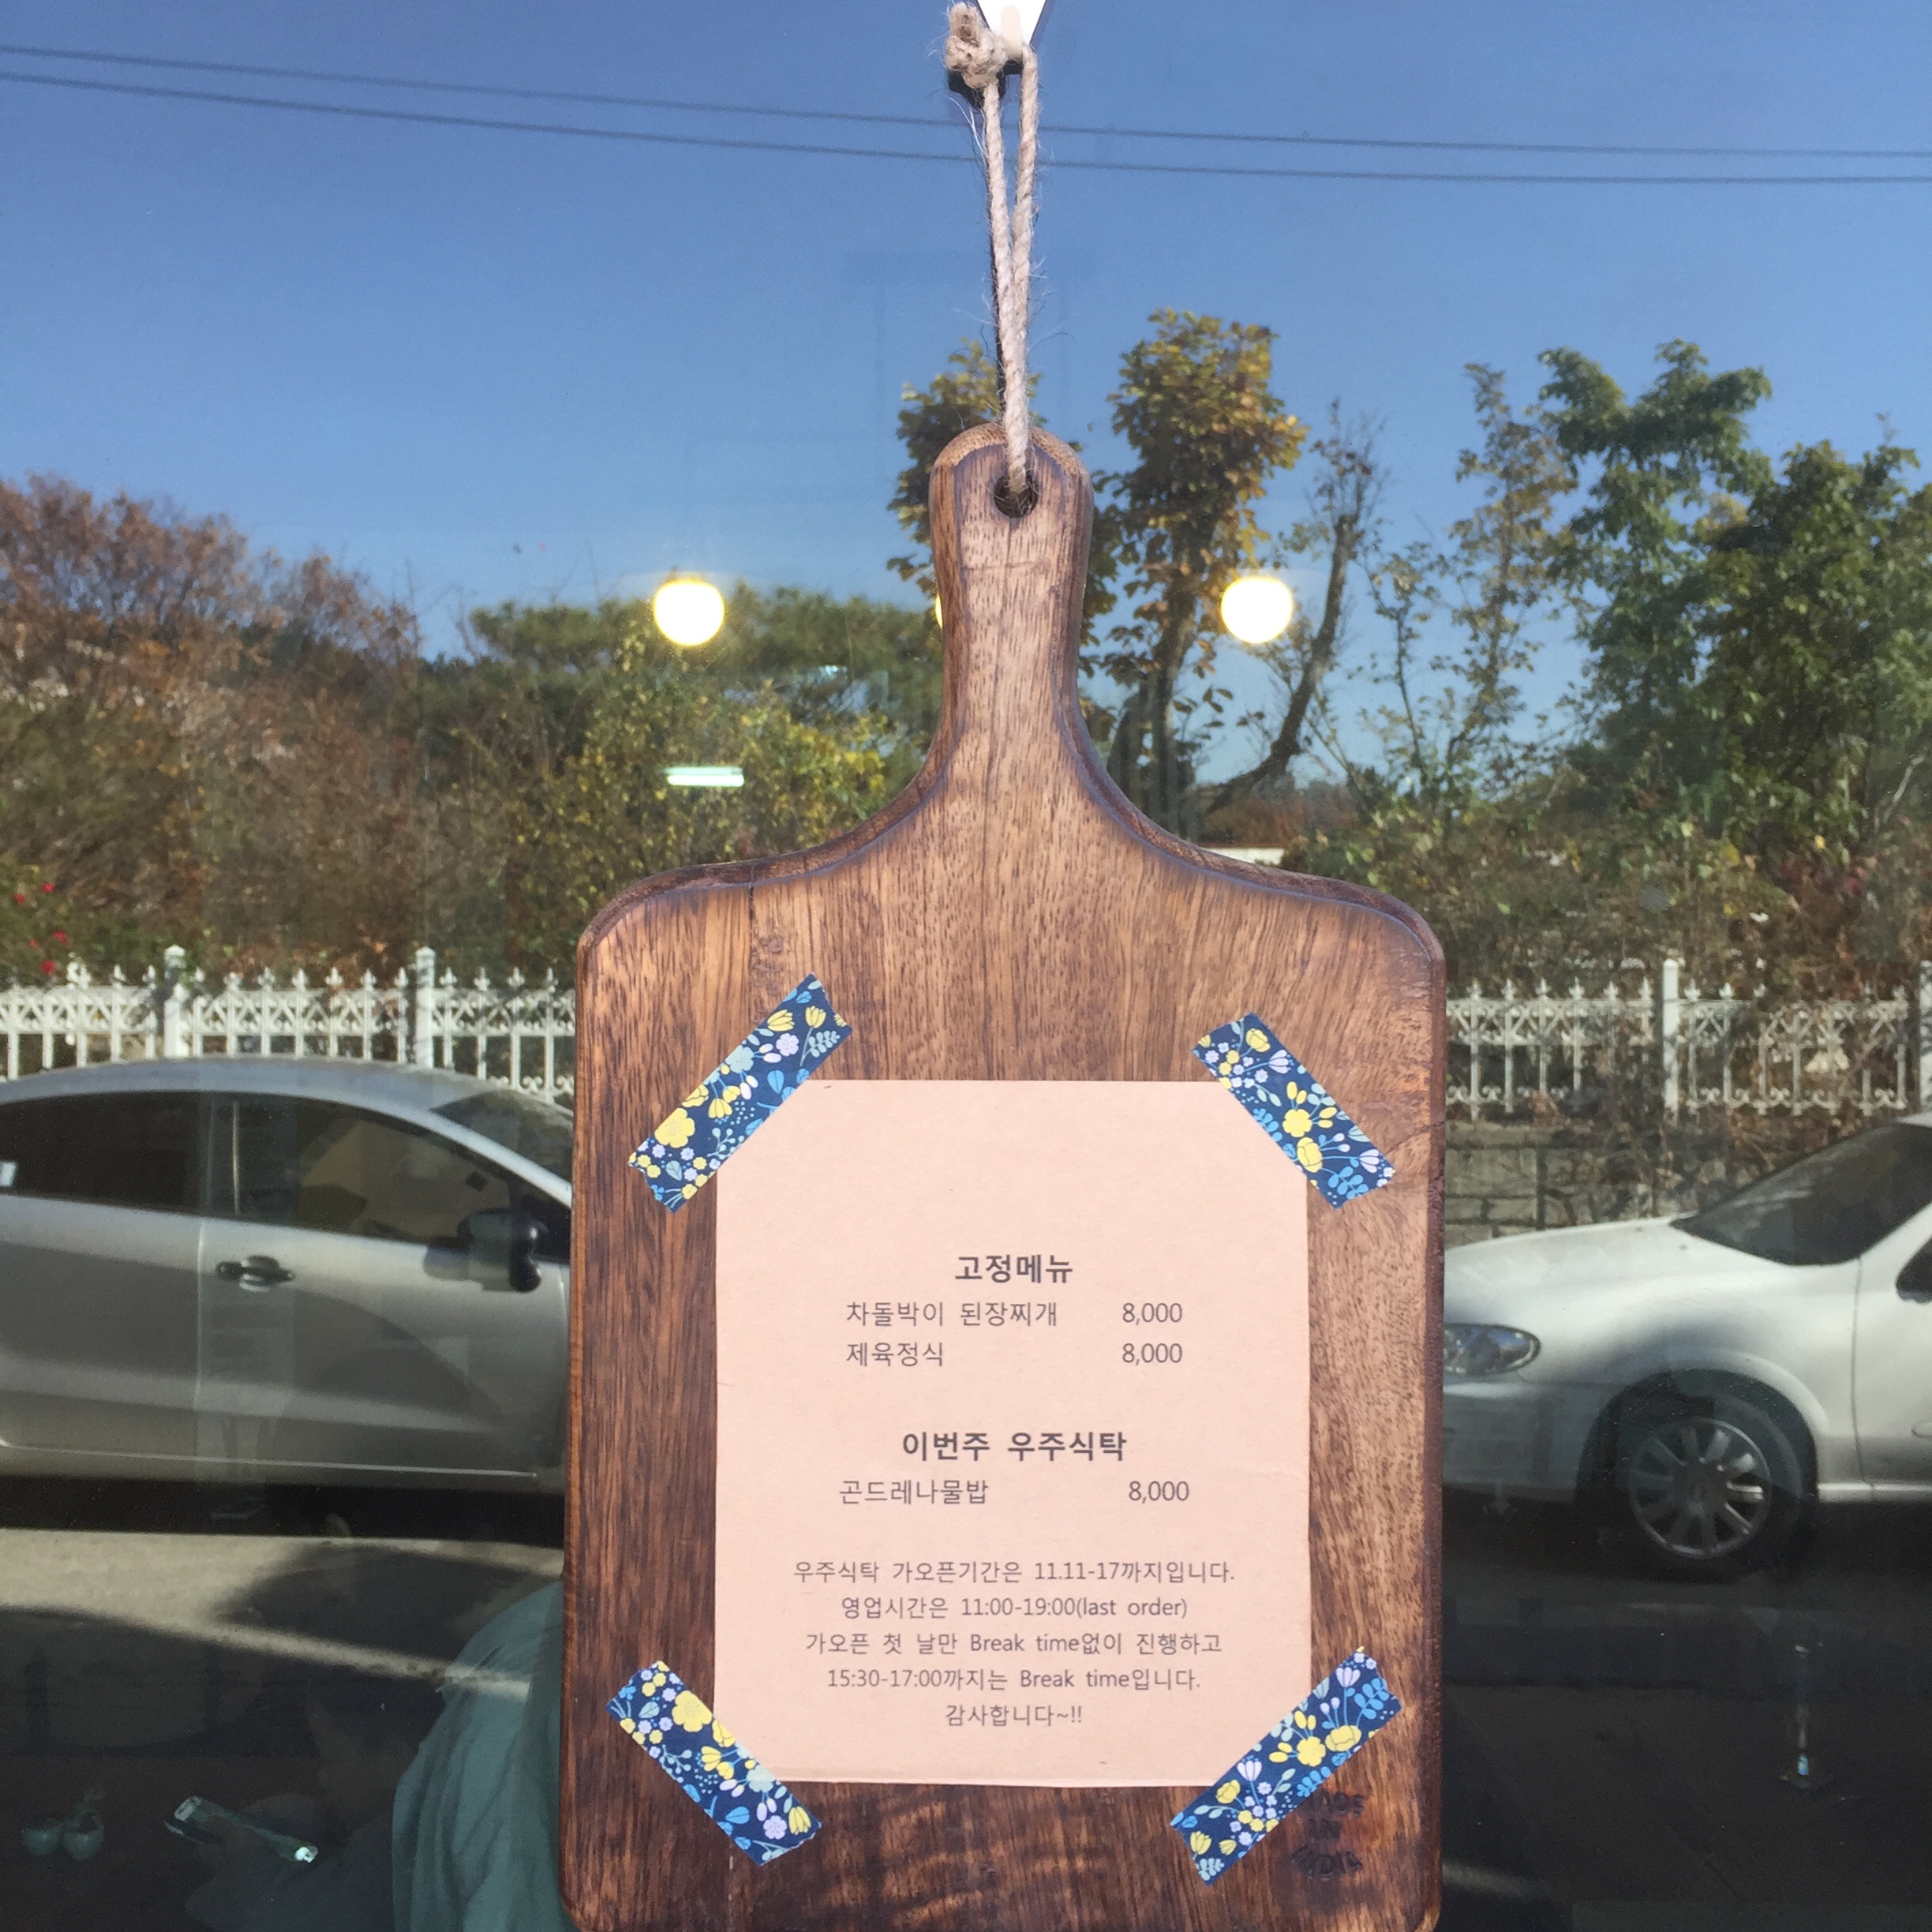 고정메뉴
차돌박이 된장찌개 8,000
제육정식 8,000
이번주 우주식탁
곤드레나물밥 8,000
우주식탁 가오픈기간은 11.11-17까지입니다.
영업시간은 11:00-19:00(last order)
가오픈 첫 날만 Break time없이 진행하고
15:30-17:00까지는 Break time입니다.
감사합니다~!!
MADE
IN
INDIA